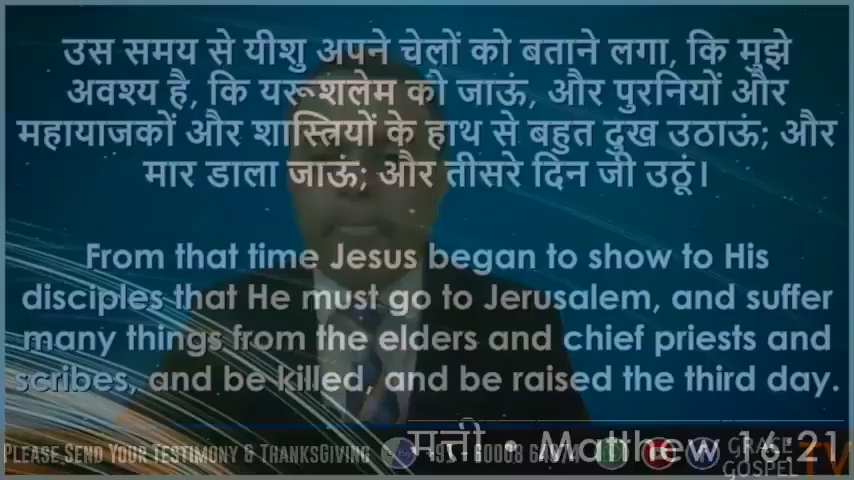 उस समय से यीशु अपने चेलों को बताने लगा, कि मुझे
अवश्य है, कि यरूशलेम को जाऊं, और पुरनियों और
महायाजकों और शास्त्रियों के हाथ से बहुत दुख उठाऊं; और
मार डाला जाऊं; और तीसरे दिन जी उठूं।
From that time Jesus began to show to His
disciples that He must go to Jerusalem, and suffer
many things from the elders and chief priests and
scribes, and be killed, and be raised the third day.
मत्ती • Matthew 16:21
Please Send Your Testimony & ThanksGiving
GRACE
GOSPEL TV